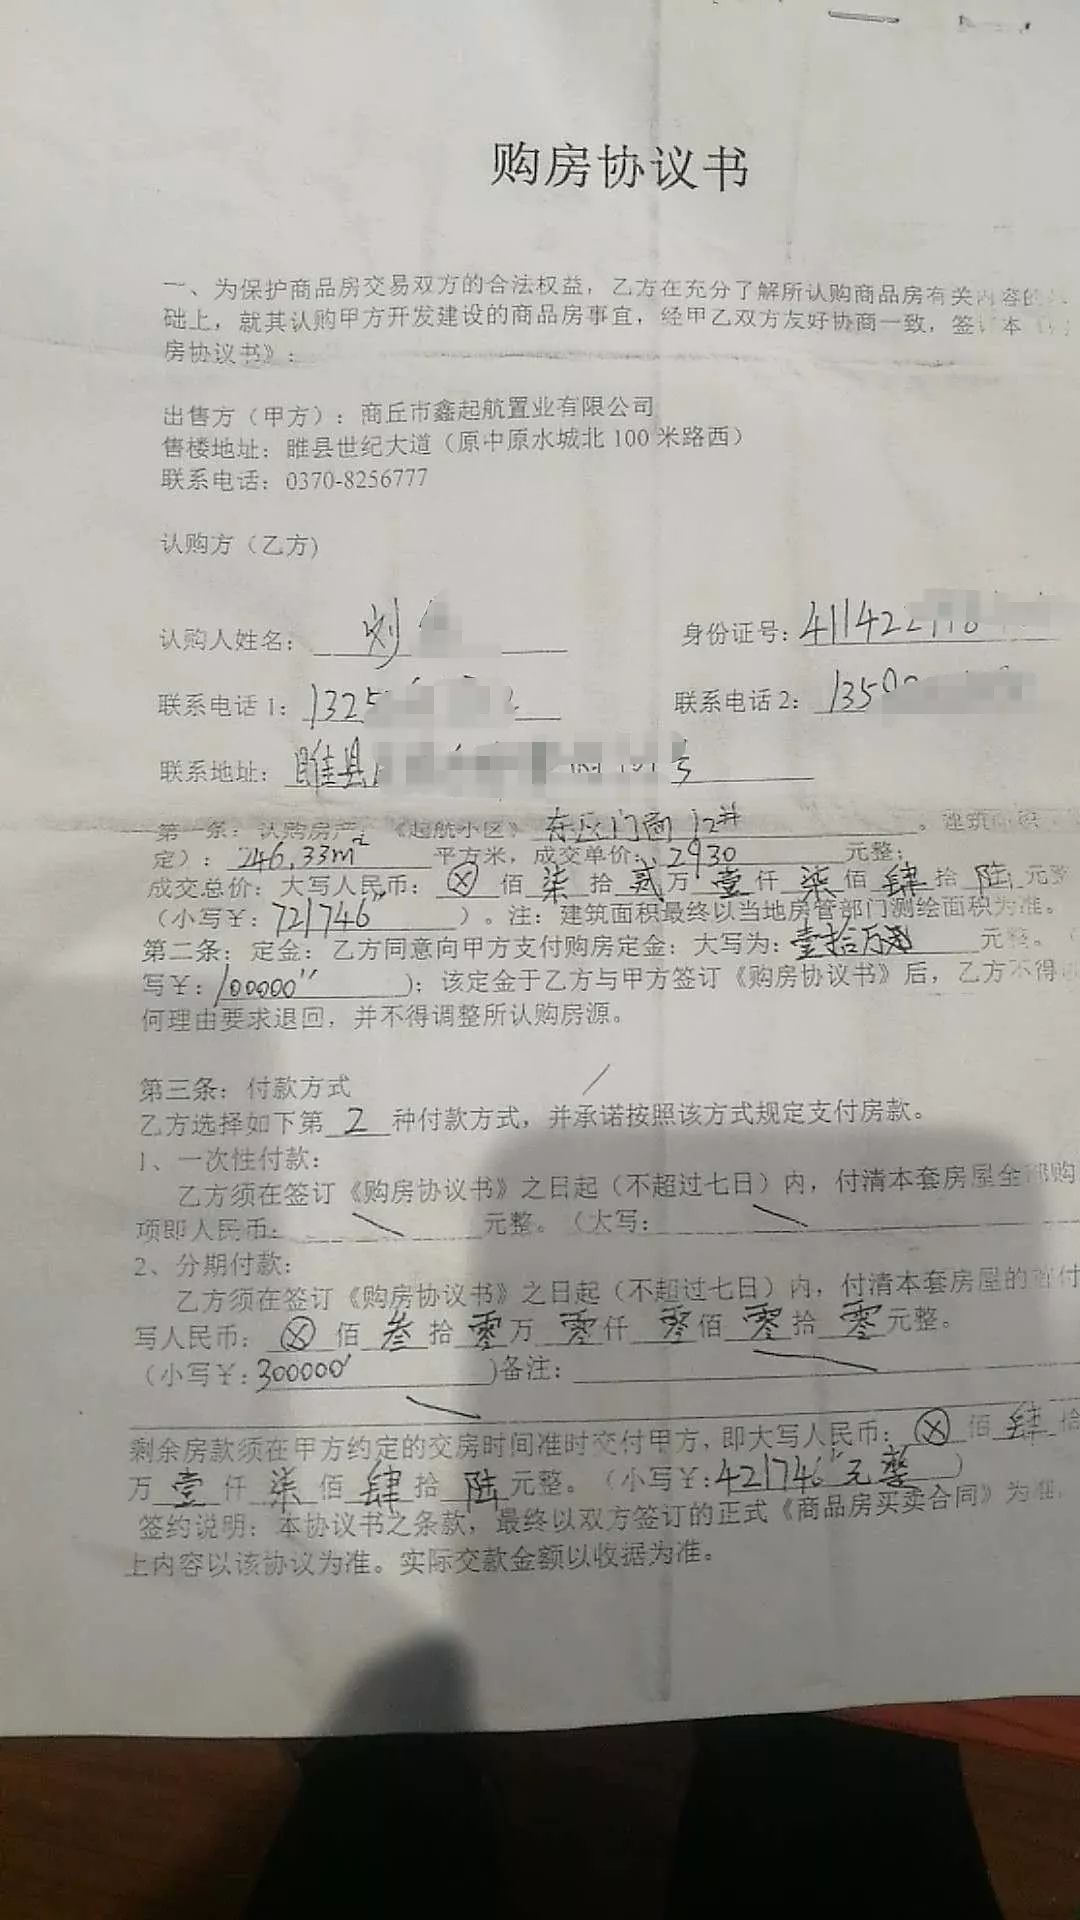 购房协议书
一、为保护商品房交易双方的合法权益，乙方在充分了解所认购商品房有关内容的
础上，就其认购甲方开发建设的商品房事宜，经甲乙双方友好协商一致，签订本
房协议书》：
出售方（甲方）：商丘市鑫起航置业有限公司
售楼地址：睢县世纪大道（原中原水城北 100 米路西）
联系电话：0370-8256777
认购方（乙方）
认购人姓名：刘 身份证号：411422
联系电话 1：1325 联系电话 2：1350
联系地址：睢县 号
第一条：认购房产：《起航小区》 门面 12# 。建筑
定）：246.33m² 平方米，成交单价：2930 元整；
成交总价：大写人民币：ⓧ 佰 柒 拾 贰 万 壹 仟 柒 佰 肆 拾 陆 元整
（小写￥：721746 ）。注：建筑面积最终以当地房管部门测绘面积为准。
第二条：定金：乙方同意向甲方支付购房定金：大写为：壹拾万 元整。（
写￥：100000 ）；该定金于乙方与甲方签订《购房协议书》后，乙方不得
何理由要求退回，并不得调整所认购房源。
第三条：付款方式
乙方选择如下第 2 种付款方式，并承诺按照该方式规定支付房款。
1、一次性付款：
乙方须在签订《购房协议书》之日起（不超过七日）内，付清本套房屋全部购
项即人民币： 元整。（大写：
2、分期付款：
乙方须在签订《购房协议书》之日起（不超过七日）内，付清本套房屋的首付
写人民币：ⓧ 佰 叁 拾 零 万 零 仟 零 佰 零 拾 零 元整。
（小写￥：300000 ）备注：
剩余房款须在甲方约定的交房时间准时交付甲方，即大写人民币：ⓧ 佰 肆 拾
万 壹 仟 柒 佰 肆 拾 陆 元整。（小写￥：421746 元整 ）
签约说明：本协议书之条款，最终以双方签订的正式《商品房买卖合同》为准，
上内容以该协议为准。实际交款金额以收据为准。